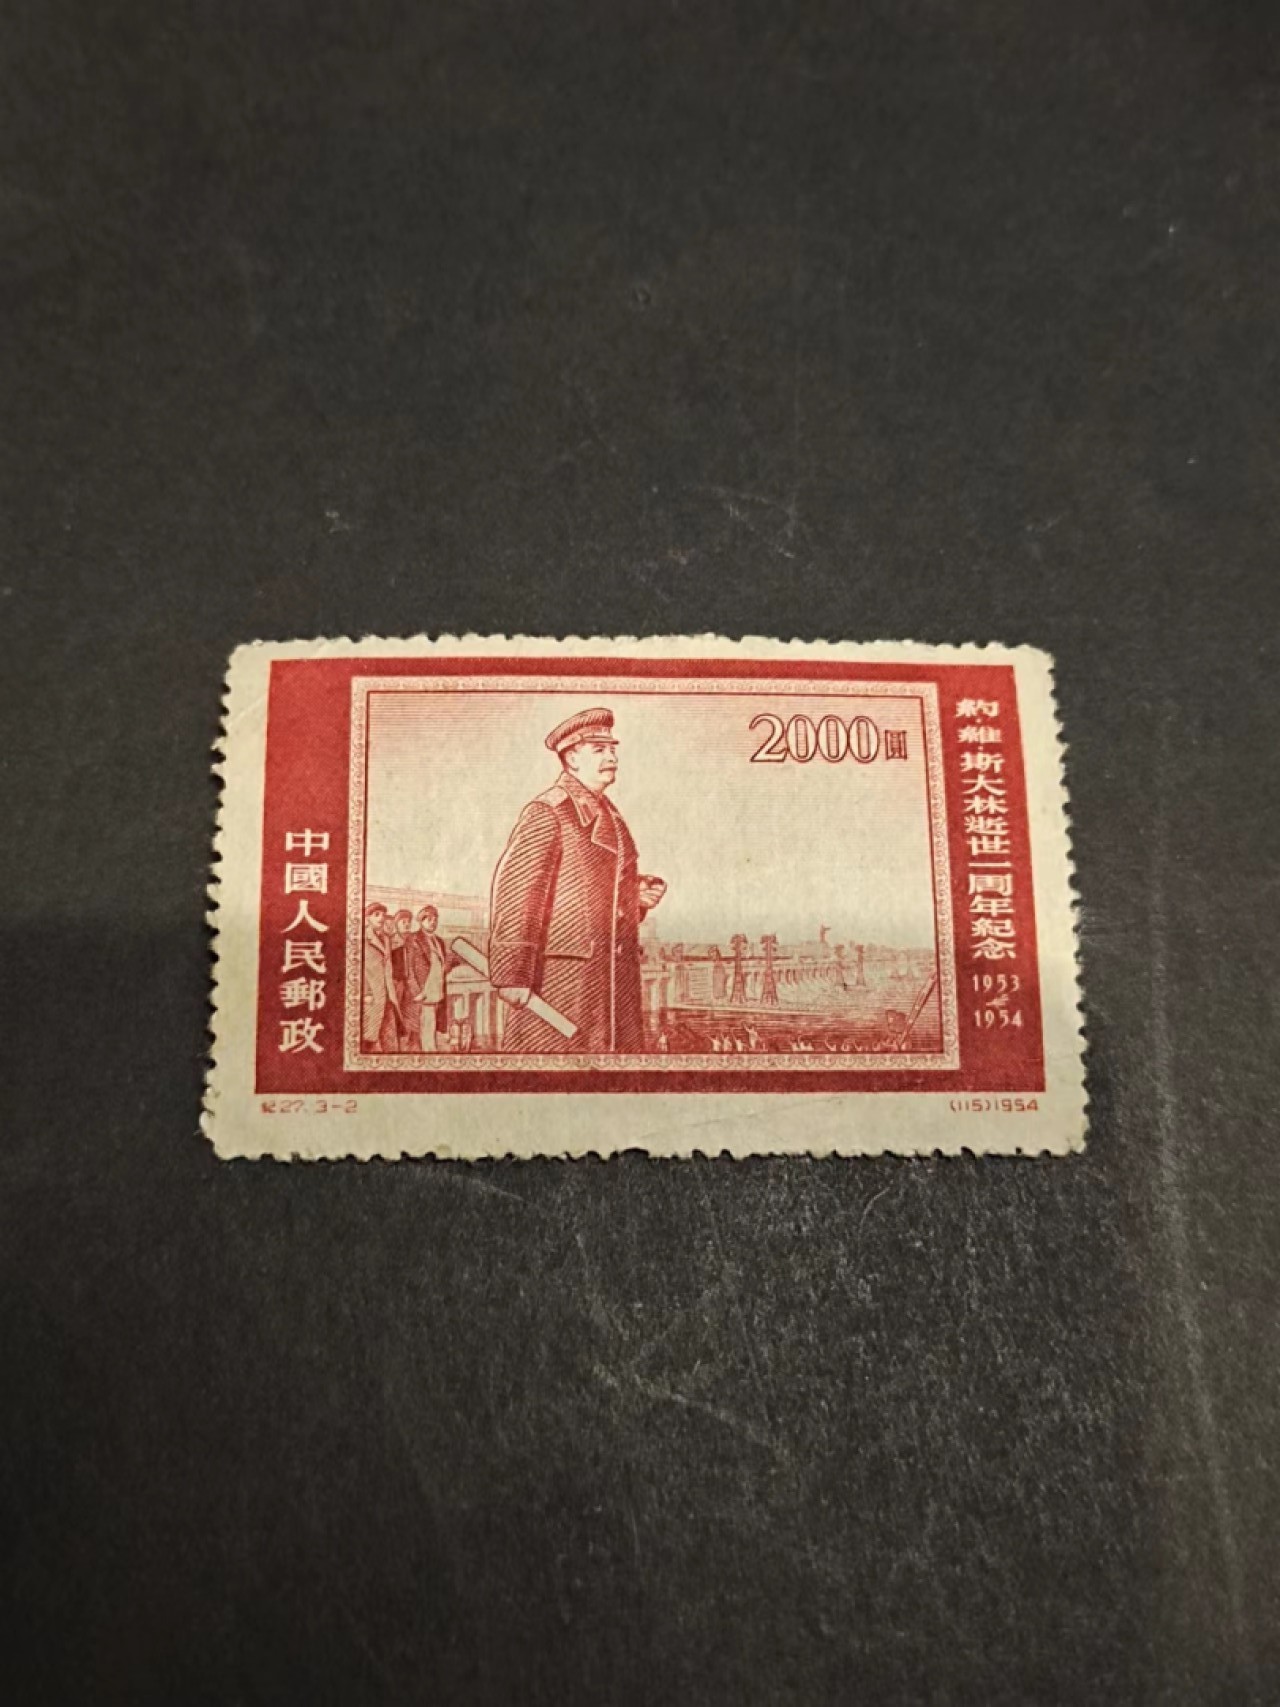 2000圓
中國人民郵政
約·維·斯大林逝世一周年紀念
1953
1954
紀27.3-2
(115)1954